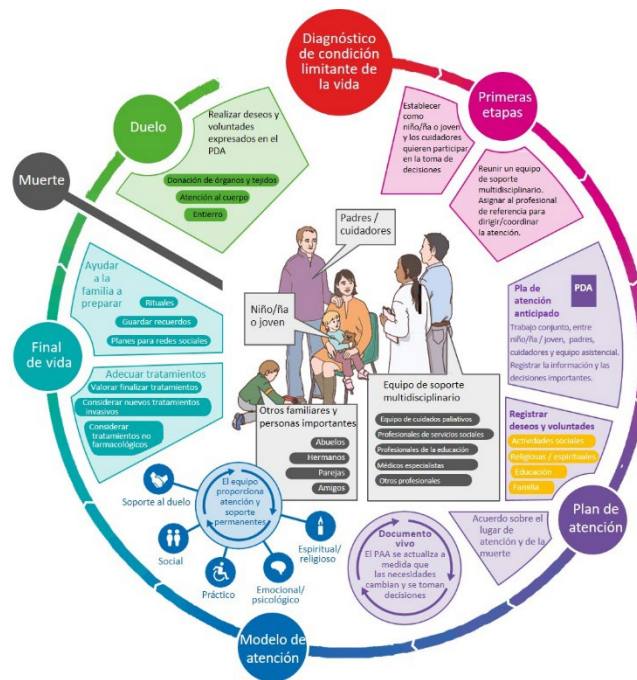 Diagnóstico
de condición
limitante de
la vida
Primeras
etapas
Establecer
como
niño/ña o joven
y los cuidadores
quieren participar
en la toma de
decisiones
Reunir un equipo
de soporte
multidisciplinario.
Asignar al profesional
de referencia para
dirigir/coordinar
la atención.
Pla de
atención
anticipado
PDA
Trabajo conjunto, entre
niño/ña / joven, padres,
cuidadores y equipo asistencial.
Registrar la información y las
decisiones importantes.
Registrar
deseos y voluntades
Actividades sociales
Religiosas / espirituales
Educación
Familia
Plan de
atención
Acuerdo sobre el
lugar de
atención y de la
muerte
Documento
vivo
El PAA se actualiza a
medida que
las necesidades
cambian y se toman
decisiones
Modelo de
atención
El equipo
proporciona
atención y
soporte
permanentes
Soporte al duelo
Social
Práctico
Emocional/
psicológico
Espiritual/
religioso
Final
de vida
Adecuar tratamientos
Valorar finalizar tratamientos
Considerar nuevos tratamientos
invasivos
Considerar
tratamientos no
farmacológicos
Ayudar
a la
familia a
preparar
Rituales
Guardar recuerdos
Planes para redes sociales
Muerte
Duelo
Realizar deseos y
voluntades
expresados en el
PDA
Donación de órganos y tejidos
Atención al cuerpo
Entierro
Padres /
cuidadores
Niño/ña
o joven
Otros familiares y
personas importantes
Abuelos
Hermanos
Parejas
Amigos
Equipo de soporte
multidisciplinario
Equipo de cuidados paliativos
Profesionales de servicios sociales
Profesionales de la educación
Médicos especialistas
Otros profesionales